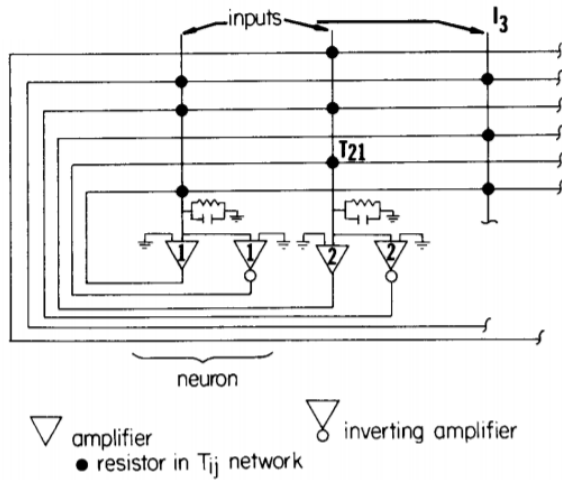 inputs I3
T21
1 1 2 2
neuron
amplifier inverting amplifier
resistor in Tij network